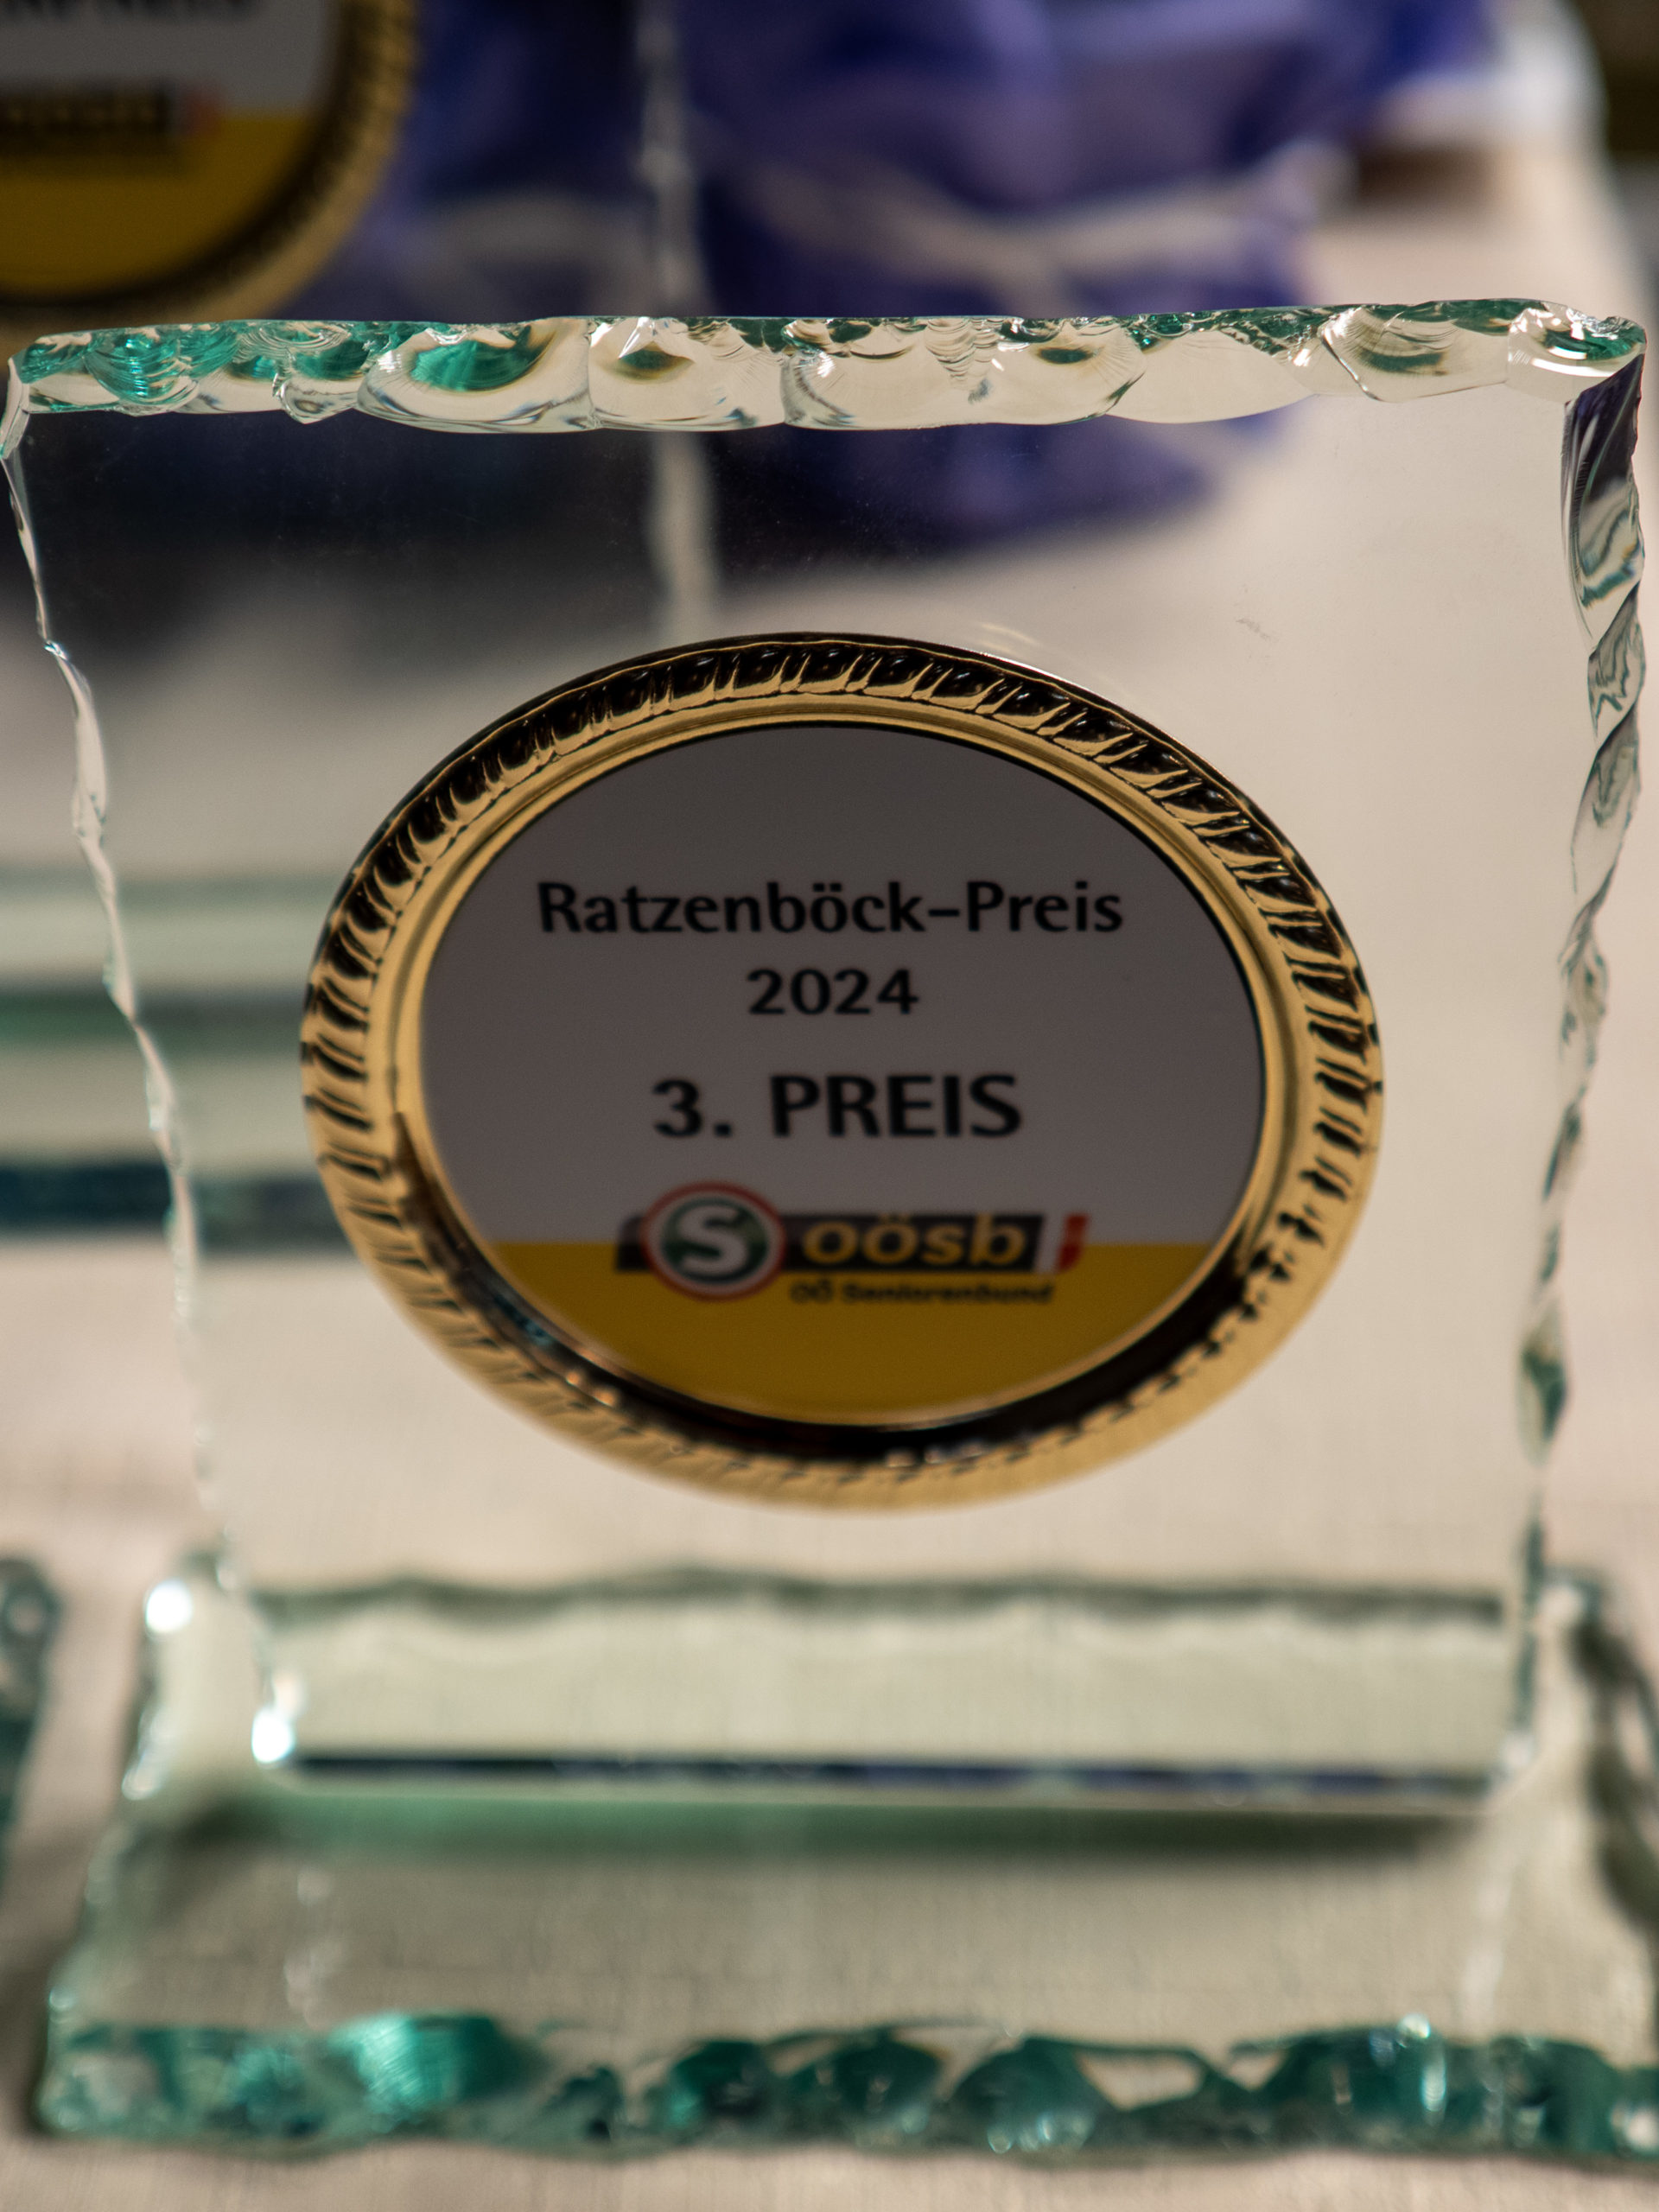 Ratzenböck-Preis
2024
3. PREIS
S oösb
OÖ Seniorenbund